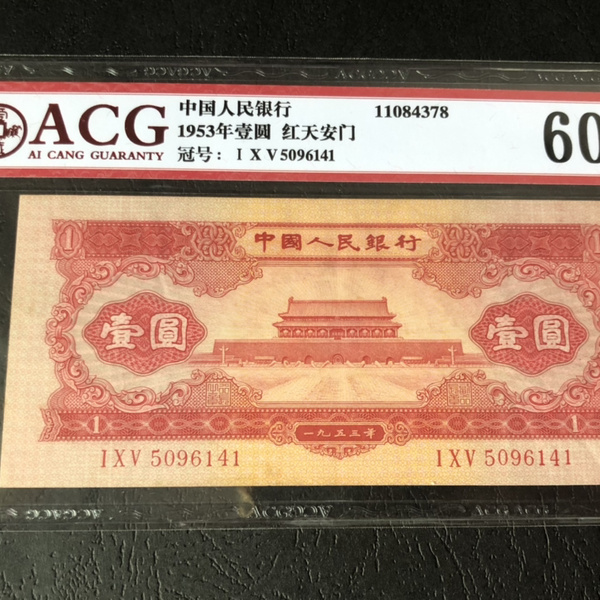 ACG
AI CANG GUARANTY
中国人民银行 11084378
1953年壹圆 红天安门
冠号: I X V 5096141
60
1
中國人民銀行
壹圓 壹圓
1 1
一九五三年
IXV 5096141 IXV 5096141